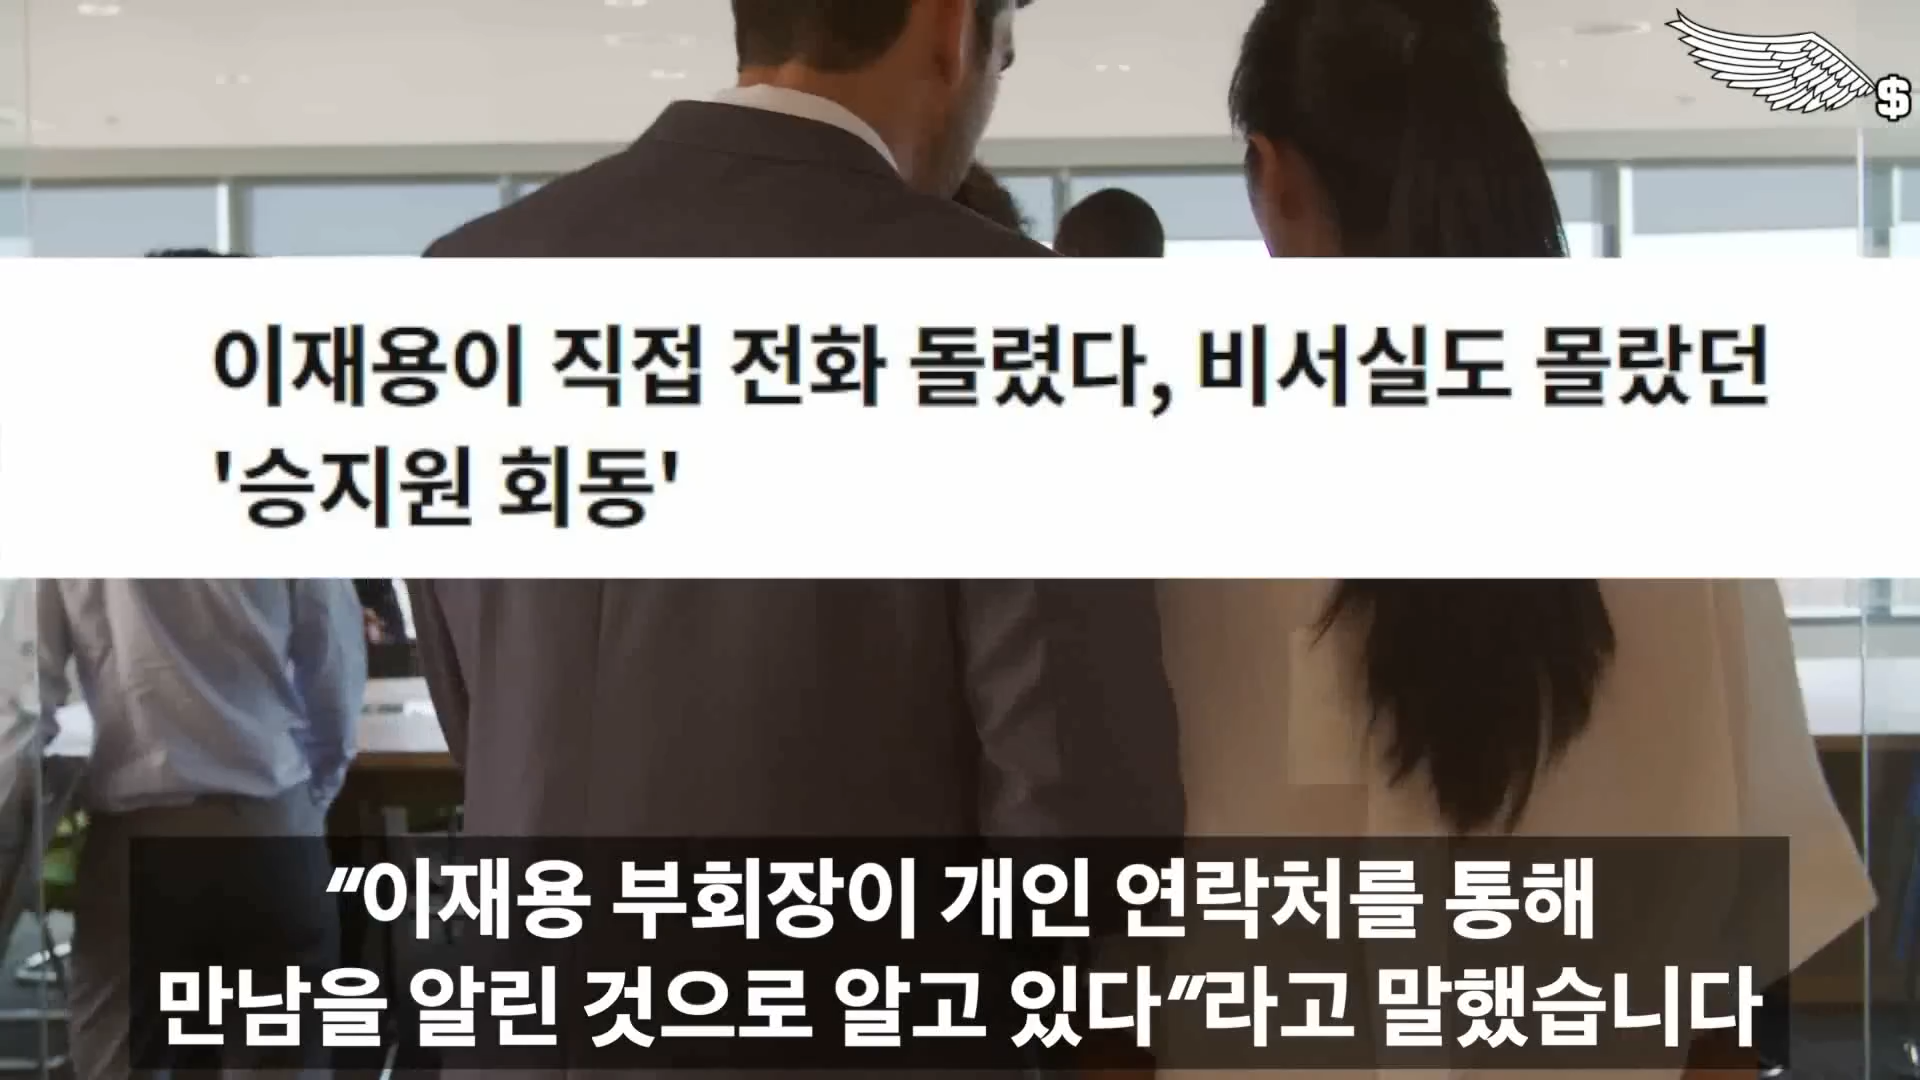 $
이재용이 직접 전화 돌렸다, 비서실도 몰랐던
'승지원 회동'
“이재용 부회장이 개인 연락처를 통해
만남을 알린 것으로 알고 있다”라고 말했습니다